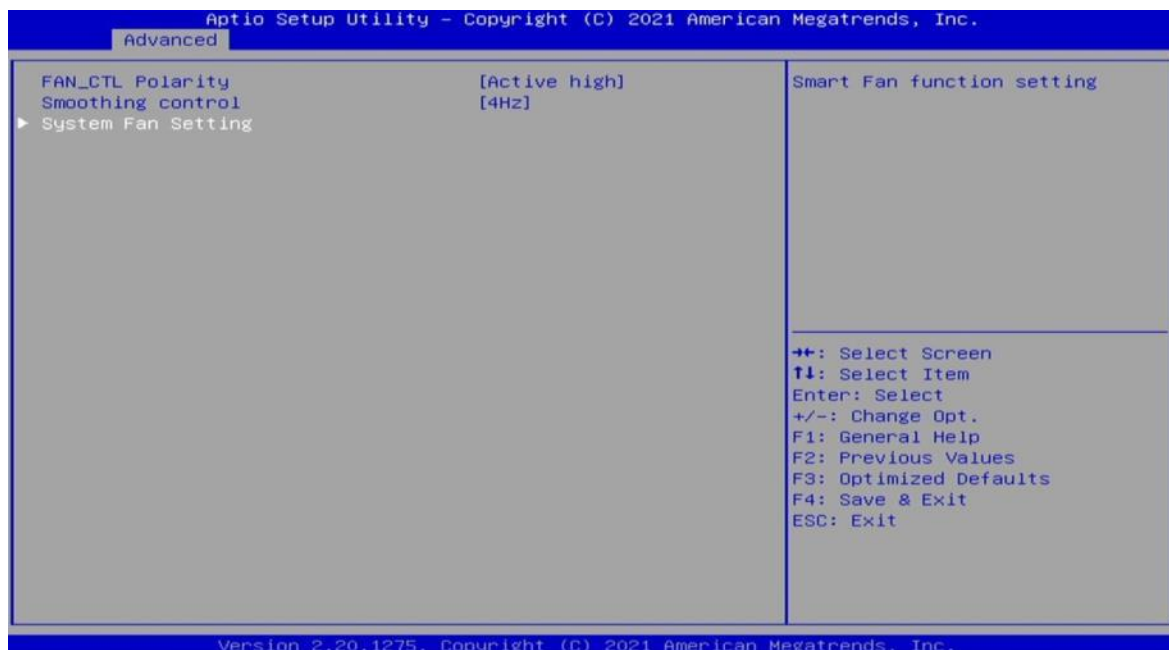 Aptio Setup Utility – Copyright (C) 2021 American Megatrends, Inc.
Advanced
FAN_CTL Polarity [Active high]
Smoothing control [4Hz]
► System Fan Setting
Smart Fan function setting
→←: Select Screen
↑↓: Select Item
Enter: Select
+/-: Change Opt.
F1: General Help
F2: Previous Values
F3: Optimized Defaults
F4: Save & Exit
ESC: Exit
Version 2.20.1275. Copyright (C) 2021 American Megatrends, Inc.